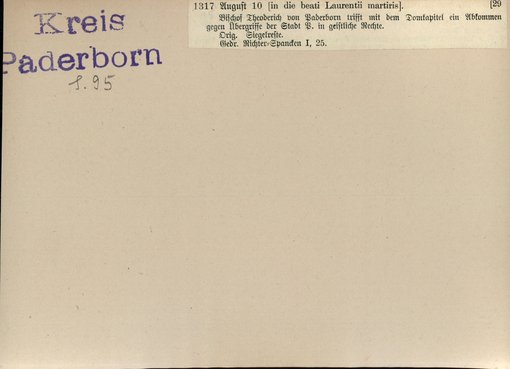 Kreis
Paderborn
S. 95
1317 August 10 [in die beati Laurentii martiris]. [29
Bischof Theoderich von Paderborn trifft mit dem Domkapitel ein Abkommen
gegen Übergriffe der Stadt P. in geistliche Rechte.
Orig. Siegelreste.
Gedr. Richter-Spancken I, 25.